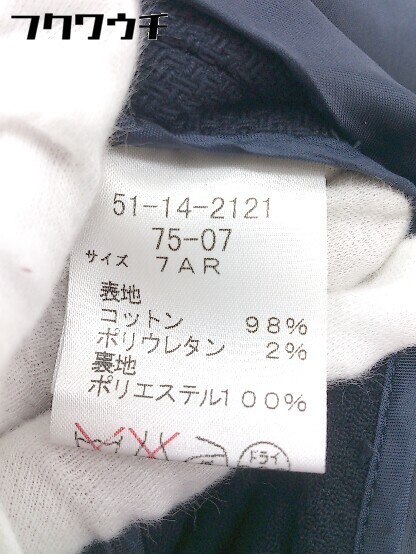 フクウウチ
51-14-2121
75-07
サイズ 7AR
表地
コットン 98%
ポリウレタン 2%
裏地
ポリエステル100%
ドライ